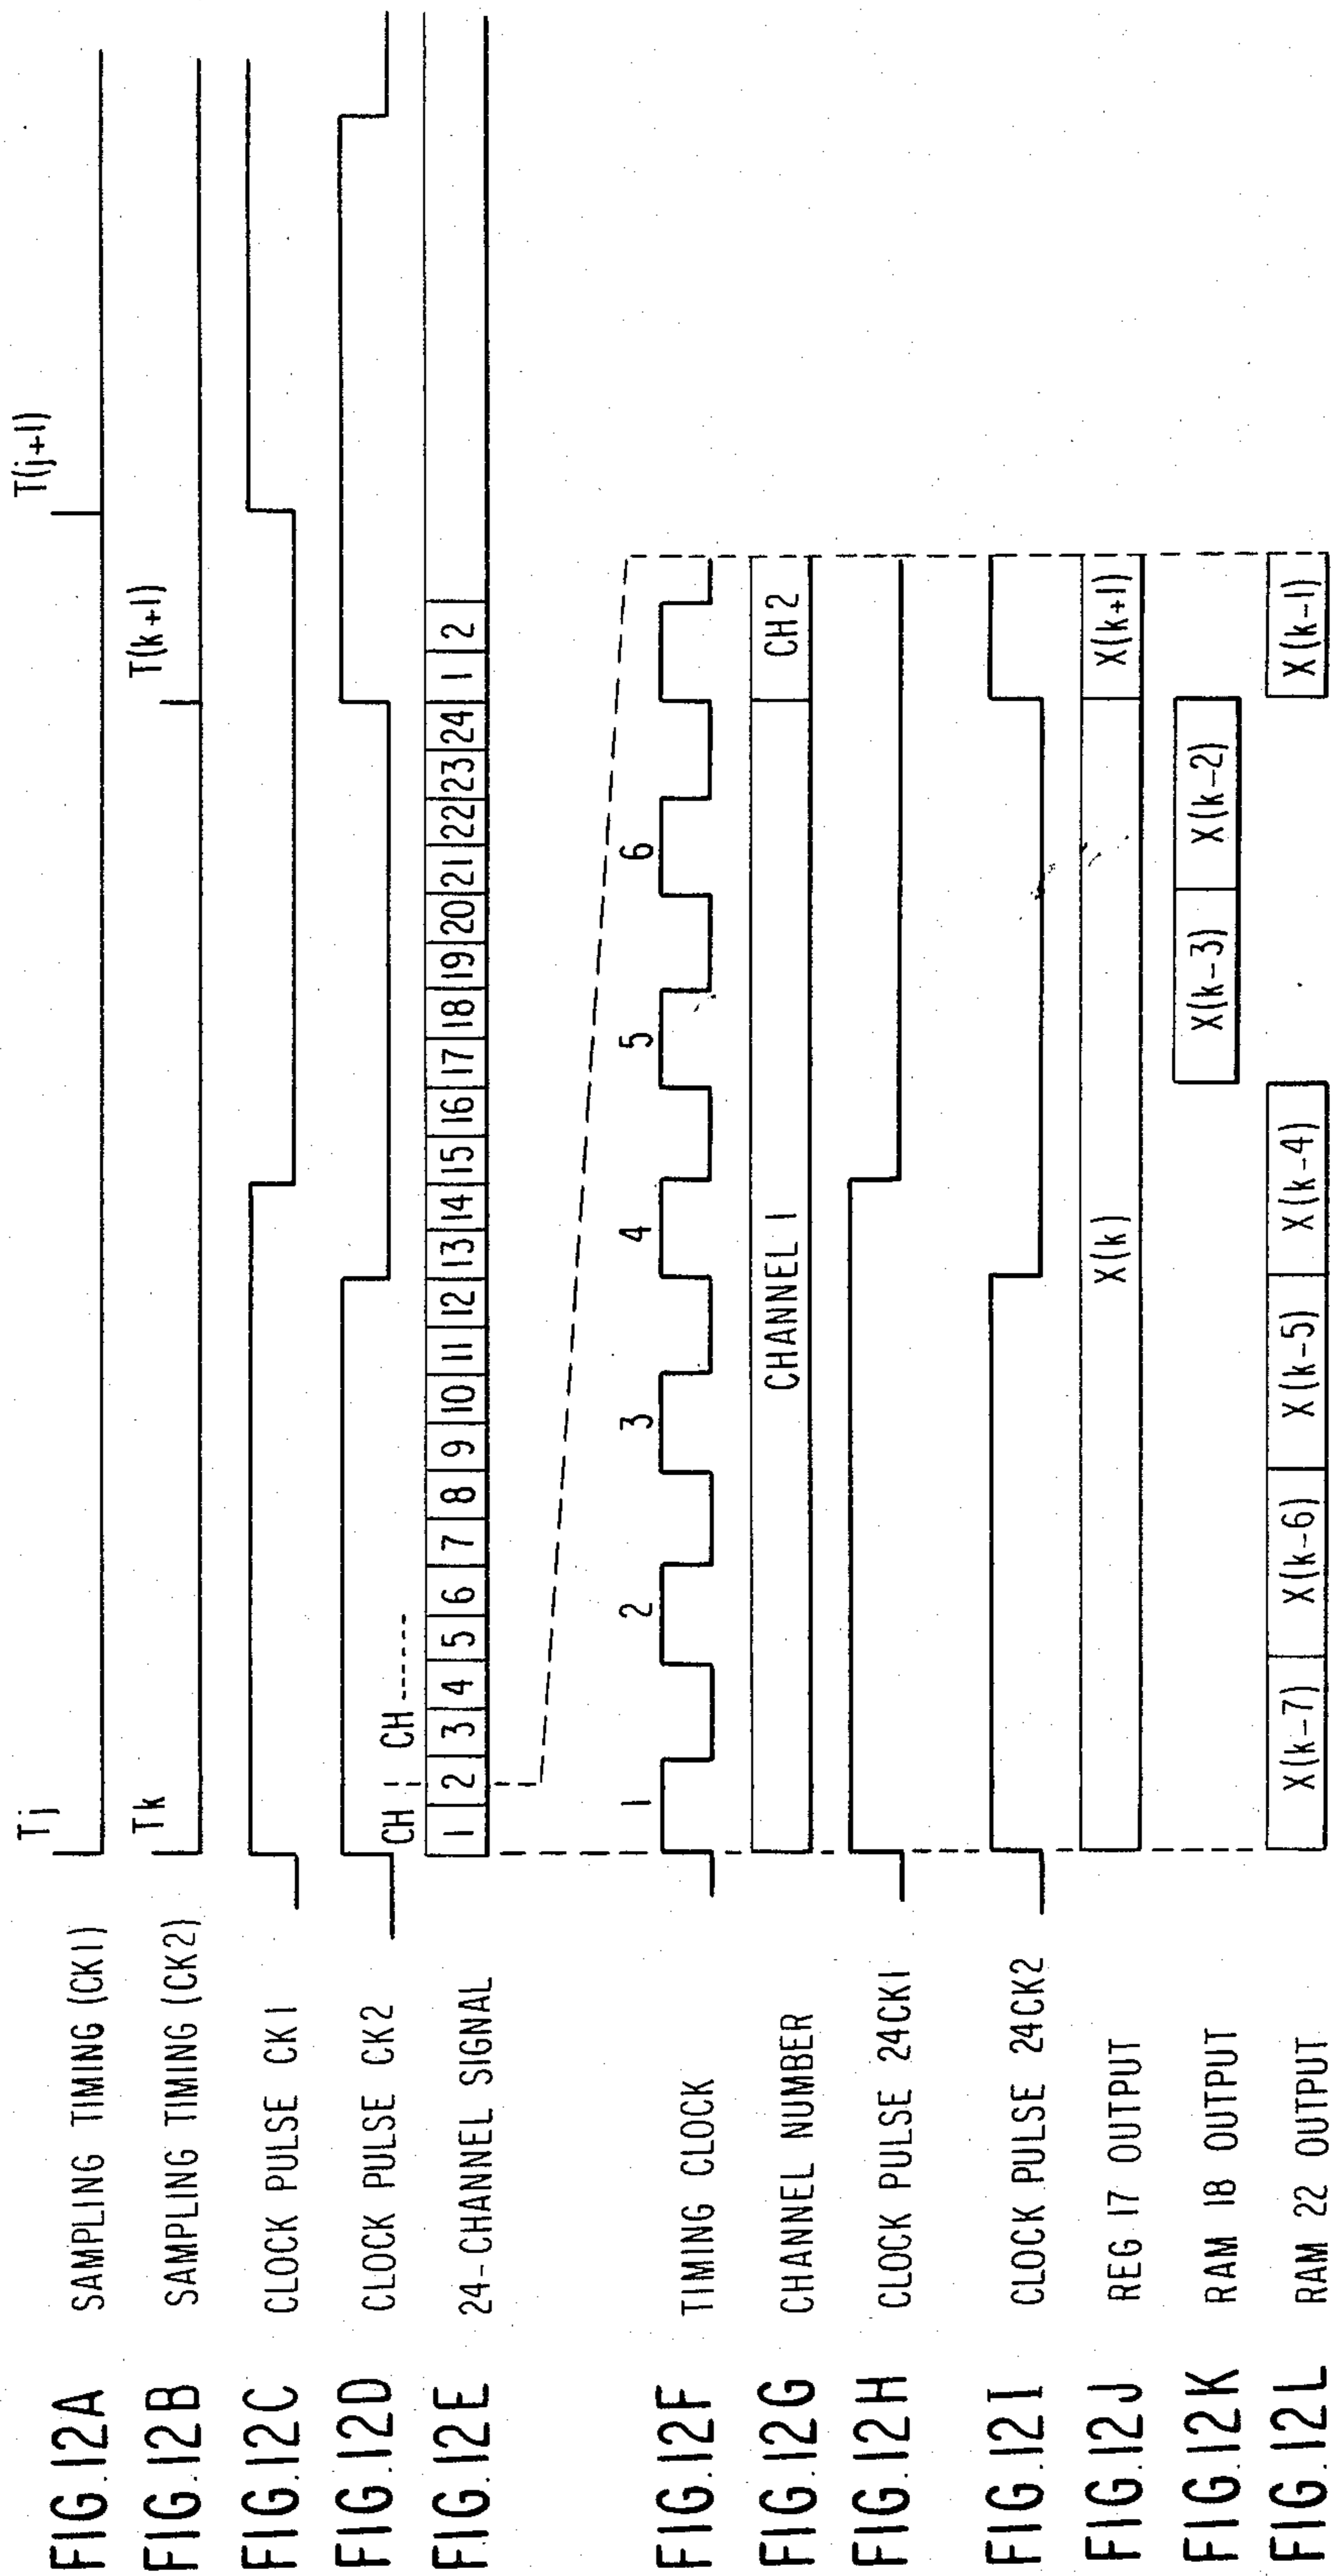 FIG.12A SAMPLING TIMING (CK1) Tj T(j+1)
FIG.12B SAMPLING TIMING (CK2) Tk T(k+1)
FIG.12C CLOCK PULSE CK1
FIG.12D CLOCK PULSE CK2
CH CH
FIG.12E 24-CHANNEL SIGNAL 1 2 3 4 5 6 7 8 9 10 11 12 13 14 15 16 17 18 19 20 21 22 23 24 1 2
1 2 3 4 5 6
FIG.12F TIMING CLOCK
FIG.12G CHANNEL NUMBER CHANNEL 1 CH 2
FIG.12H CLOCK PULSE 24CK1
FIG.12I CLOCK PULSE 24CK2
FIG.12J REG 17 OUTPUT X(k) X(k+1)
FIG.12K RAM 18 OUTPUT X(k-3) X(k-2)
FIG.12L RAM 22 OUTPUT X(k-7) X(k-6) X(k-5) X(k-4) X(k-1)